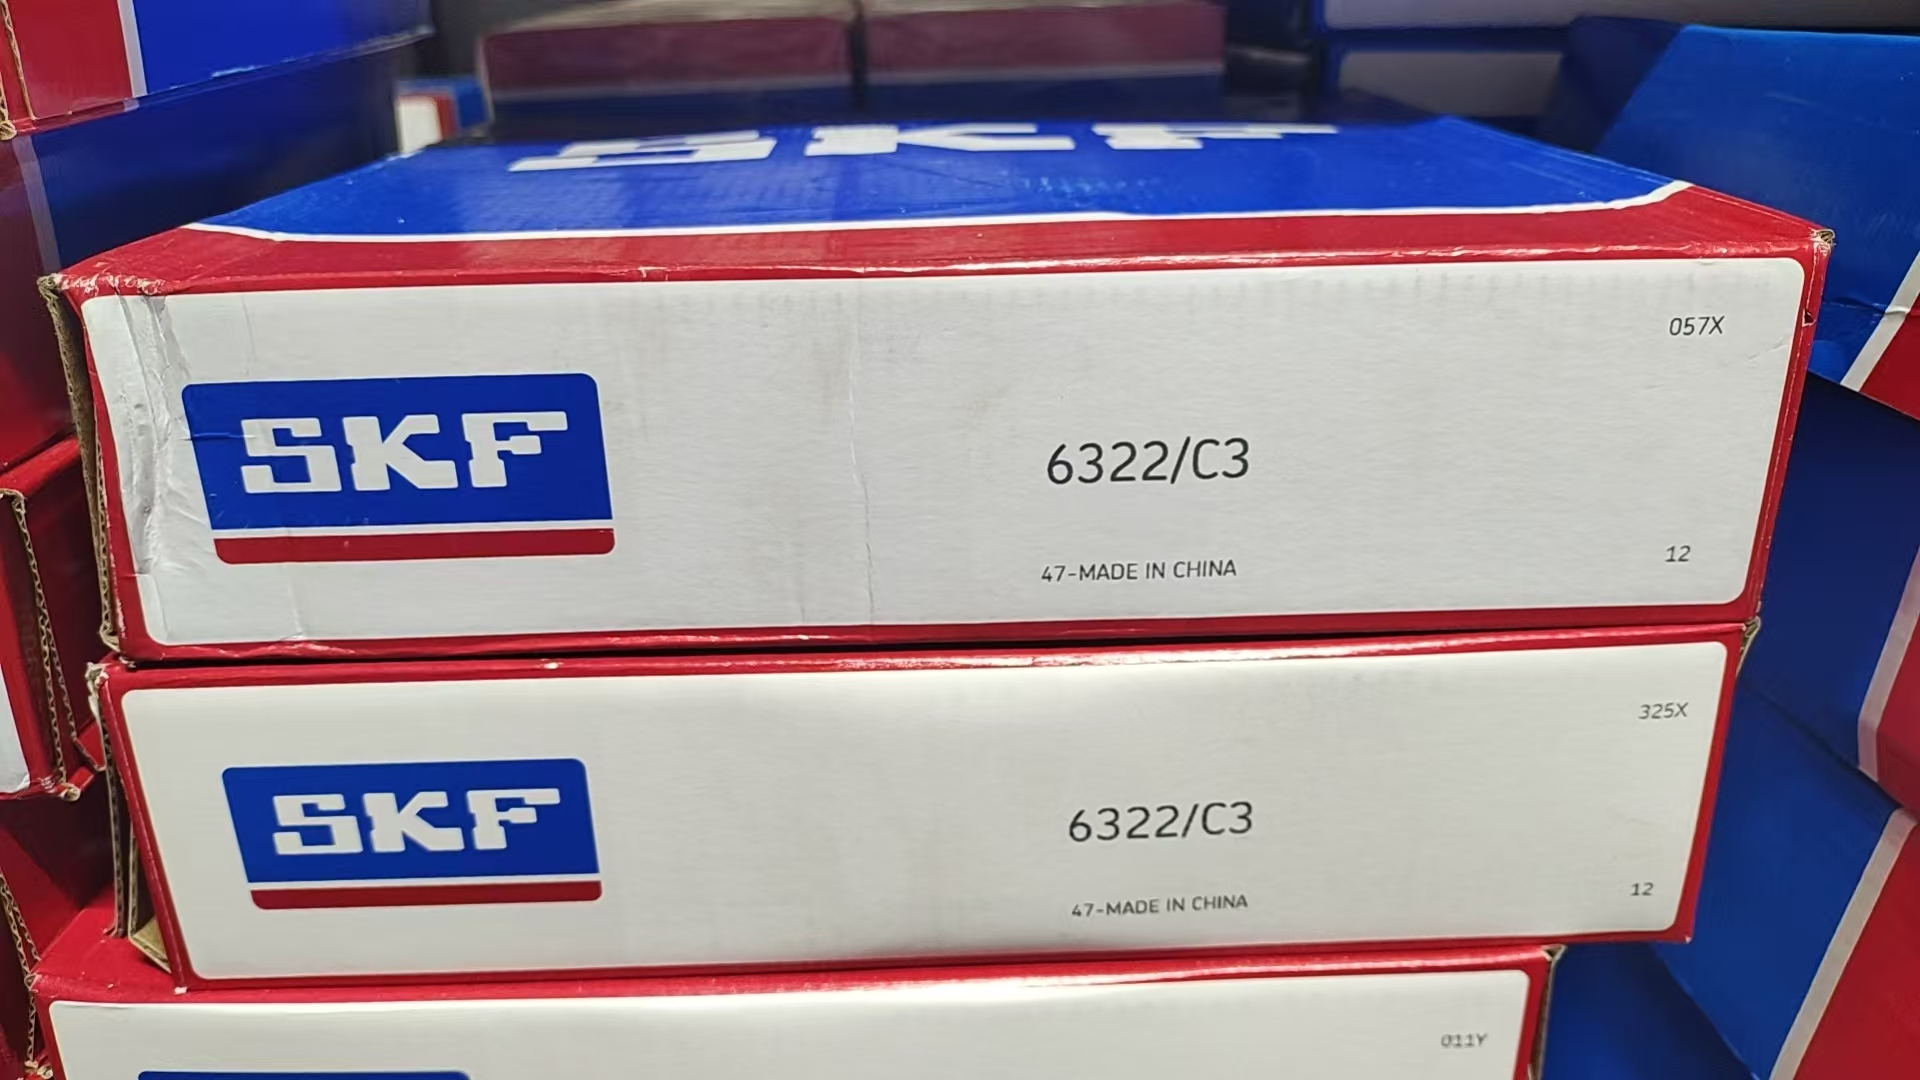 SKF
057X
SKF
6322/C3
47-MADE IN CHINA
12
325X
SKF
6322/C3
47-MADE IN CHINA
12
011Y